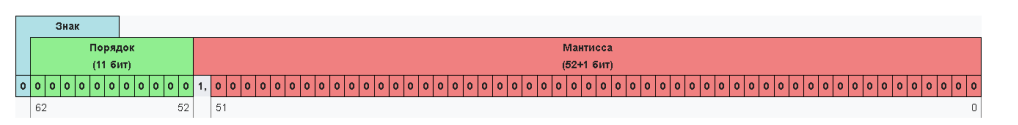 Знак
Порядок
(11 бит)
Мантисса
(52+1 бит)
0 0 0 0 0 0 0 0 0 0 0 0 1, 0 0 0 0 0 0 0 0 0 0 0 0 0 0 0 0 0 0 0 0 0 0 0 0 0 0 0 0 0 0 0 0 0 0 0 0 0 0 0 0 0 0 0 0 0 0 0 0
62 52 51 0